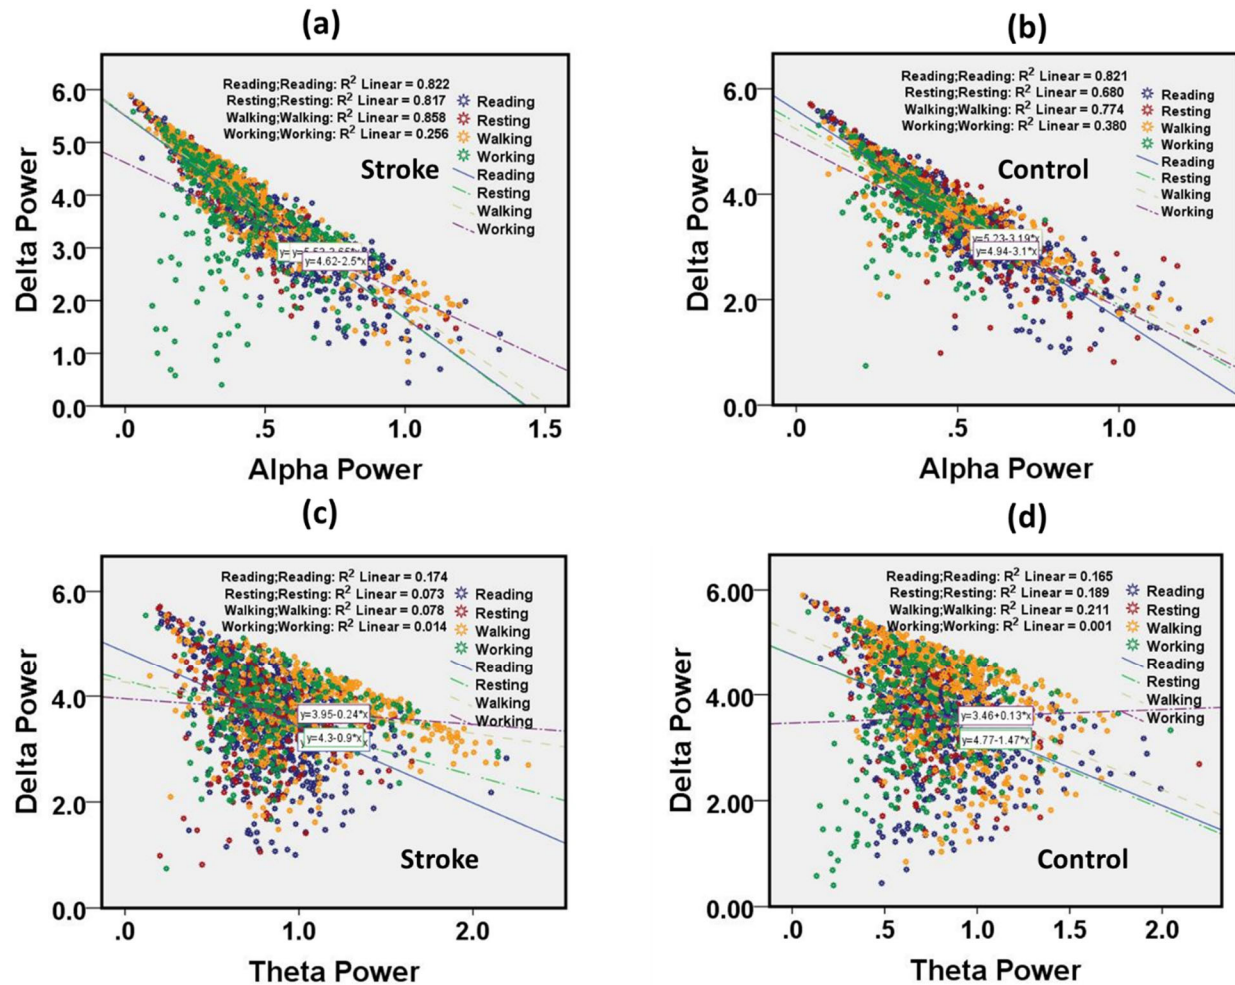 (a)
Reading;Reading: R2 Linear = 0.822
Resting;Resting: R2 Linear = 0.817
Walking;Walking: R2 Linear = 0.858
Working;Working: R2 Linear = 0.256
Reading
Resting
Walking
Working
Reading
Resting
Walking
Working
Stroke
y=4.62-2.5*x
6.0
5.0
4.0
3.0
2.0
1.0
0.0
Delta Power
.0 .5 1.0 1.5
Alpha Power
(b)
Reading;Reading: R2 Linear = 0.821
Resting;Resting: R2 Linear = 0.680
Walking;Walking: R2 Linear = 0.774
Working;Working: R2 Linear = 0.380
Reading
Resting
Walking
Working
Reading
Resting
Walking
Working
Control
y=5.23-3.19*x
y=4.94-3.1*x
6.0
4.0
2.0
0.0
Delta Power
.0 .5 1.0
Alpha Power
(c)
Reading;Reading: R2 Linear = 0.174
Resting;Resting: R2 Linear = 0.073
Walking;Walking: R2 Linear = 0.078
Working;Working: R2 Linear = 0.014
Reading
Resting
Walking
Working
Reading
Resting
Walking
Working
y=3.95-0.24*x
y=4.3-0.9*x
Stroke
6.0
4.0
2.0
0.0
Delta Power
.0 1.0 2.0
Theta Power
(d)
Reading;Reading: R2 Linear = 0.165
Resting;Resting: R2 Linear = 0.189
Walking;Walking: R2 Linear = 0.211
Working;Working: R2 Linear = 0.001
Reading
Resting
Walking
Working
Reading
Resting
Walking
Working
y=3.46+0.13*x
y=4.77-1.47*x
Control
6.00
4.00
2.00
0.00
Delta Power
.0 .5 1.0 1.5 2.0
Theta Power